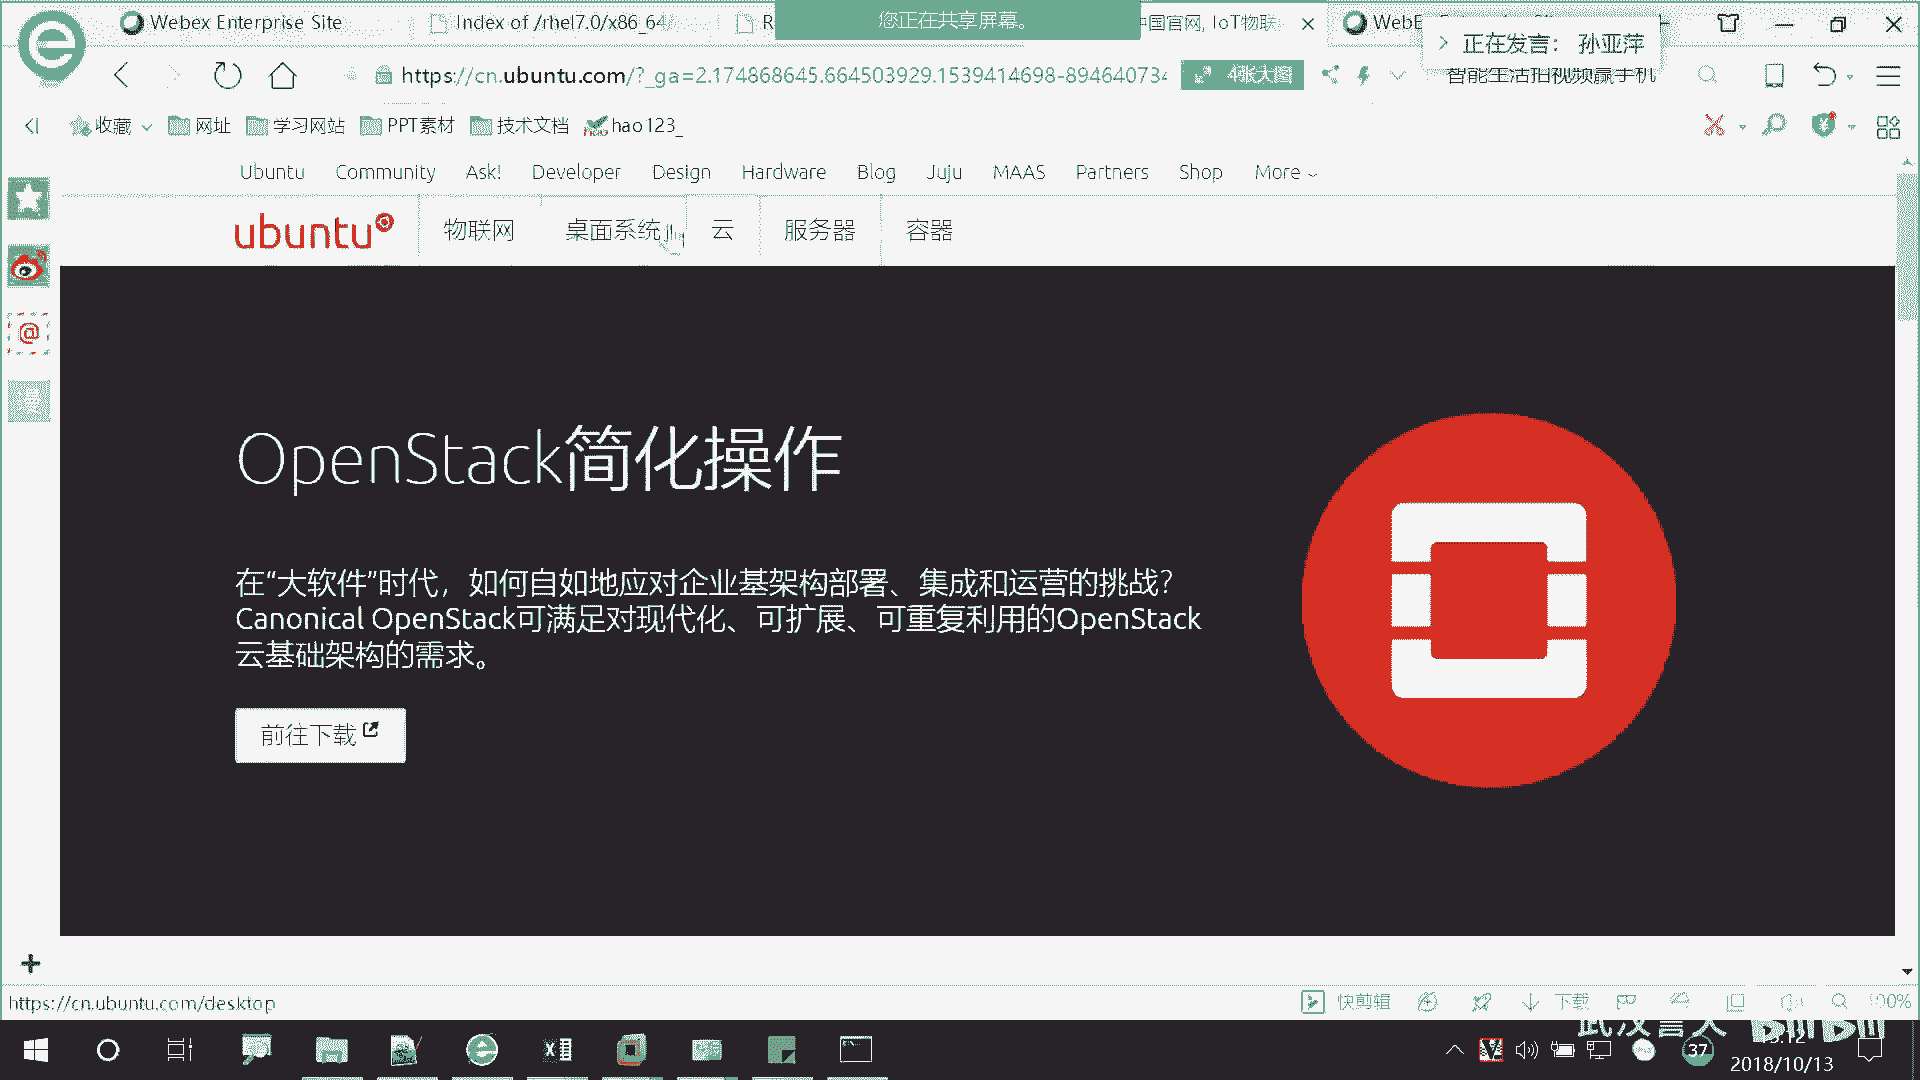 Webex Enterprise Site
Index of /rhel7.0/x86_64/
R
您正在共享屏幕。
中国官网, IoT物联
WebE
正在发言： 孙亚萍
https://cn.ubuntu.com/?_ga=2.174868645.664503929.1539414698-894640734
4张大图
智能生活拍视频赢手机
收藏
网址
学习网站
PPT素材
技术文档
hao123_
Ubuntu
Community
Ask!
Developer
Design
Hardware
Blog
Juju
MAAS
Partners
Shop
More
ubuntu
物联网
桌面系统
云
服务器
容器
OpenStack简化操作
在“大软件”时代，如何自如地应对企业基架构部署、集成和运营的挑战？
Canonical OpenStack可满足对现代化、可扩展、可重复利用的OpenStack
云基础架构的需求。
前往下载
https://cn.ubuntu.com/desktop
快剪辑
下载
100%
37
2018/10/13